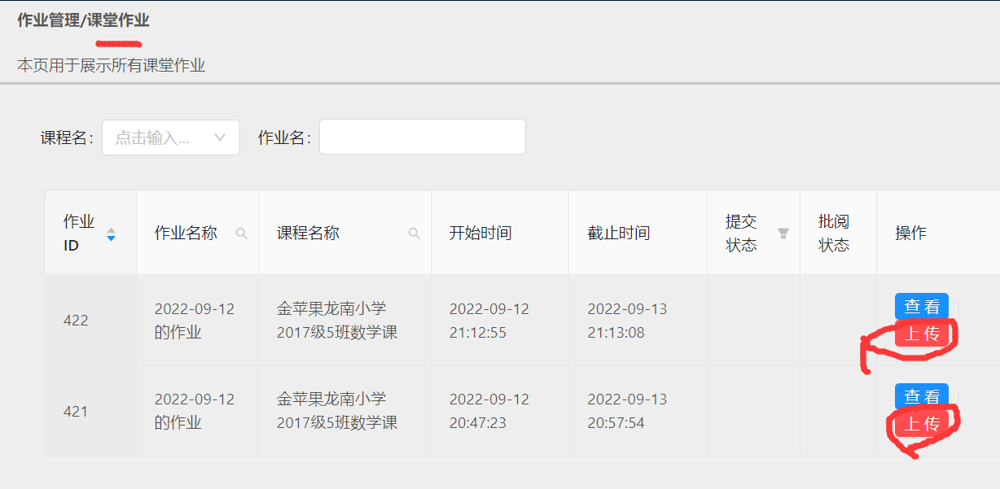 作业管理/课堂作业
本页用于展示所有课堂作业
课程名: 点击输入... 作业名:
作业 ID 作业名称 课程名称 开始时间 截止时间 提交 状态 批阅 状态 操作
422 2022-09-12 的作业 金苹果龙南小学 2017级5班数学课 2022-09-12 21:12:55 2022-09-13 21:13:08 查看 上传
421 2022-09-12 的作业 金苹果龙南小学 2017级5班数学课 2022-09-12 20:47:23 2022-09-13 20:57:54 查看 上传